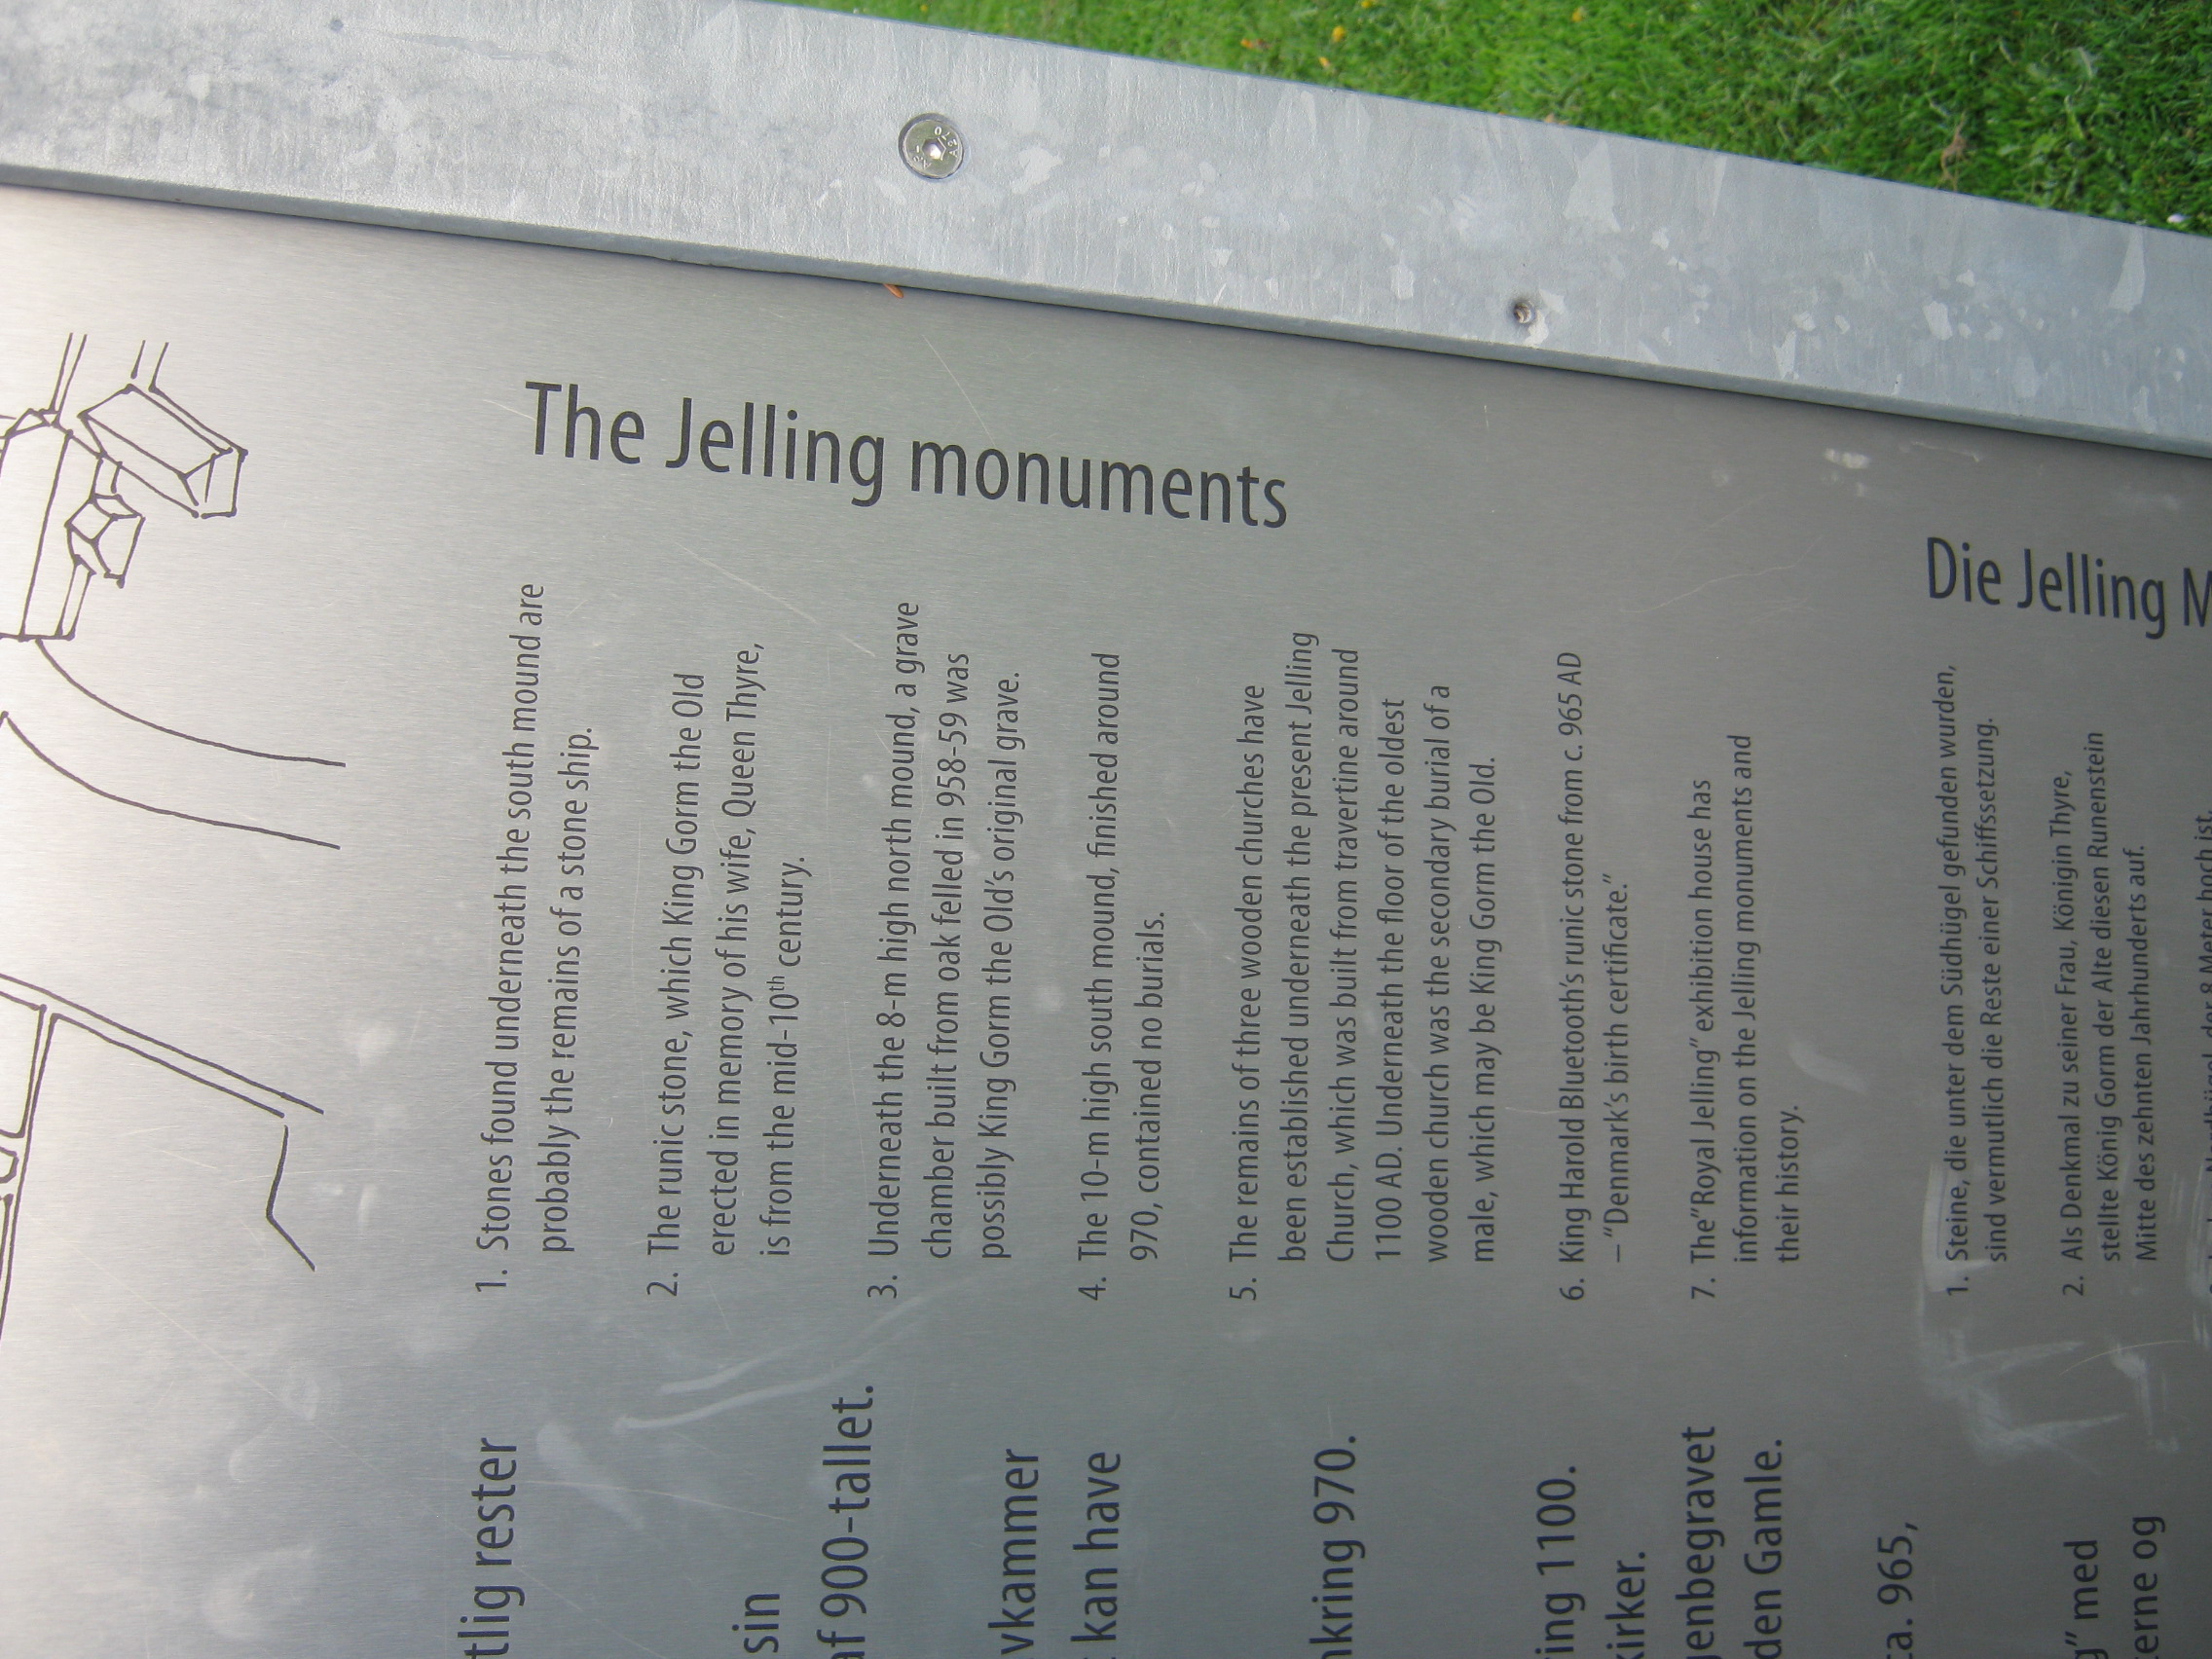 The Jelling monuments
1. Stones found underneath the south mound are
probably the remains of a stone ship.
2. The runic stone, which King Gorm the Old
erected in memory of his wife, Queen Thyre,
is from the mid-10th century.
3. Underneath the 8-m high north mound, a grave
chamber built from oak felled in 958-59 was
possibly King Gorm the Old's original grave.
4. The 10-m high south mound, finished around
970, contained no burials.
5. The remains of three wooden churches have
been established underneath the present Jelling
Church, which was built from travertine around
1100 AD. Underneath the floor of the oldest
wooden church was the secondary burial of a
male, which may be King Gorm the Old.
6. King Harold Bluetooth's runic stone from c. 965 AD
– "Denmark's birth certificate."
7. The "Royal Jelling" exhibition house has
information on the Jelling monuments and
their history.
Die Jelling M
1. Steine, die unter dem Südhügel gefunden wurden,
sind vermutlich die Reste einer Schiffssetzung.
2. Als Denkmal zu seiner Frau, Königin Thyre,
stellte König Gorm der Alte diesen Runenstein
Mitte des zehnten Jahrhunderts auf.
der 8 Meter hoch ist,
tlig rester
sin
af 900-tallet.
vkammer
kan have
mkring 970.
ring 1100.
kirker.
genbegravet
den Gamle.
ca. 965,
g" med
terne og